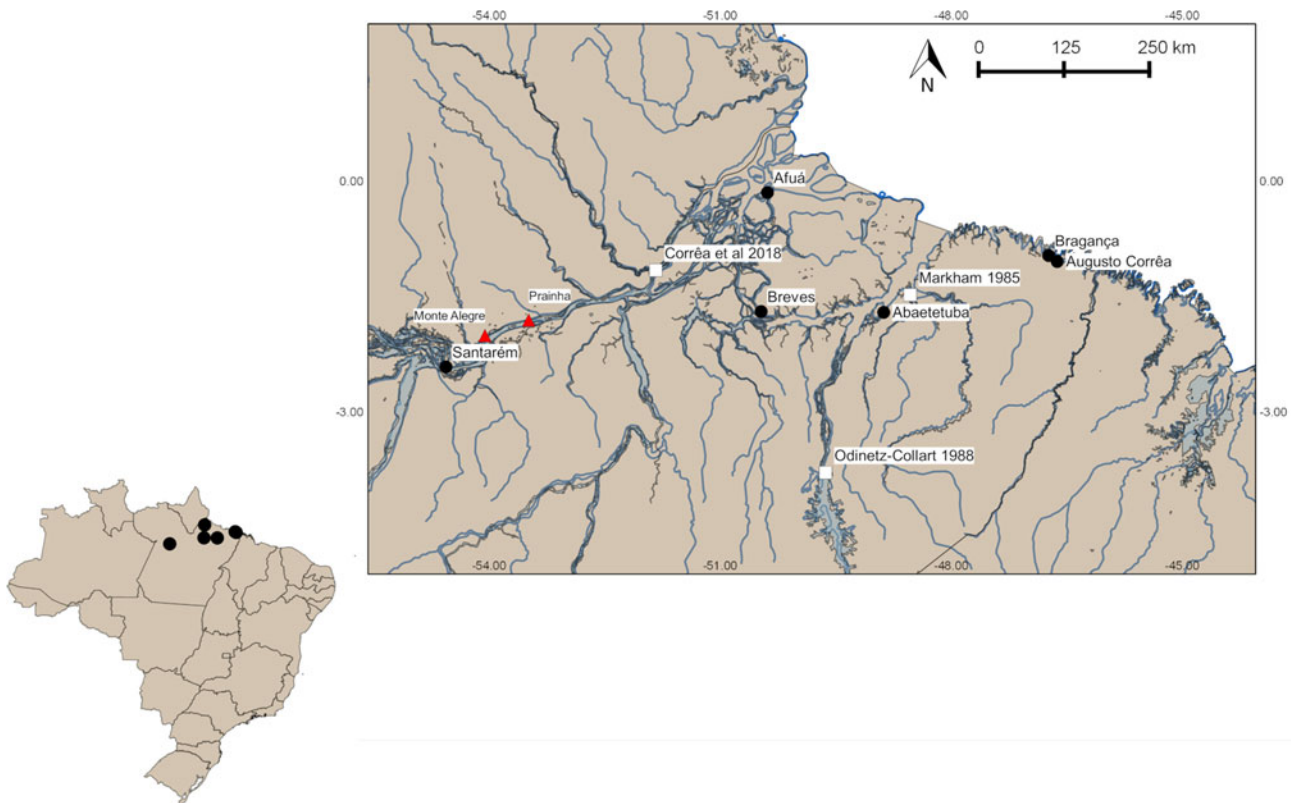 -54.00
-51.00
-48.00
-45.00
0
125
250 km
N
0.00
0.00
Afuá
Bragança
Augusto Corrêa
Corrêa et al 2018
Markham 1985
Prainha
Breves
Abaetetuba
Monte Alegre
Santarém
-3.00
-3.00
Odinetz-Collart 1988
-54.00
-51.00
-48.00
-45.00